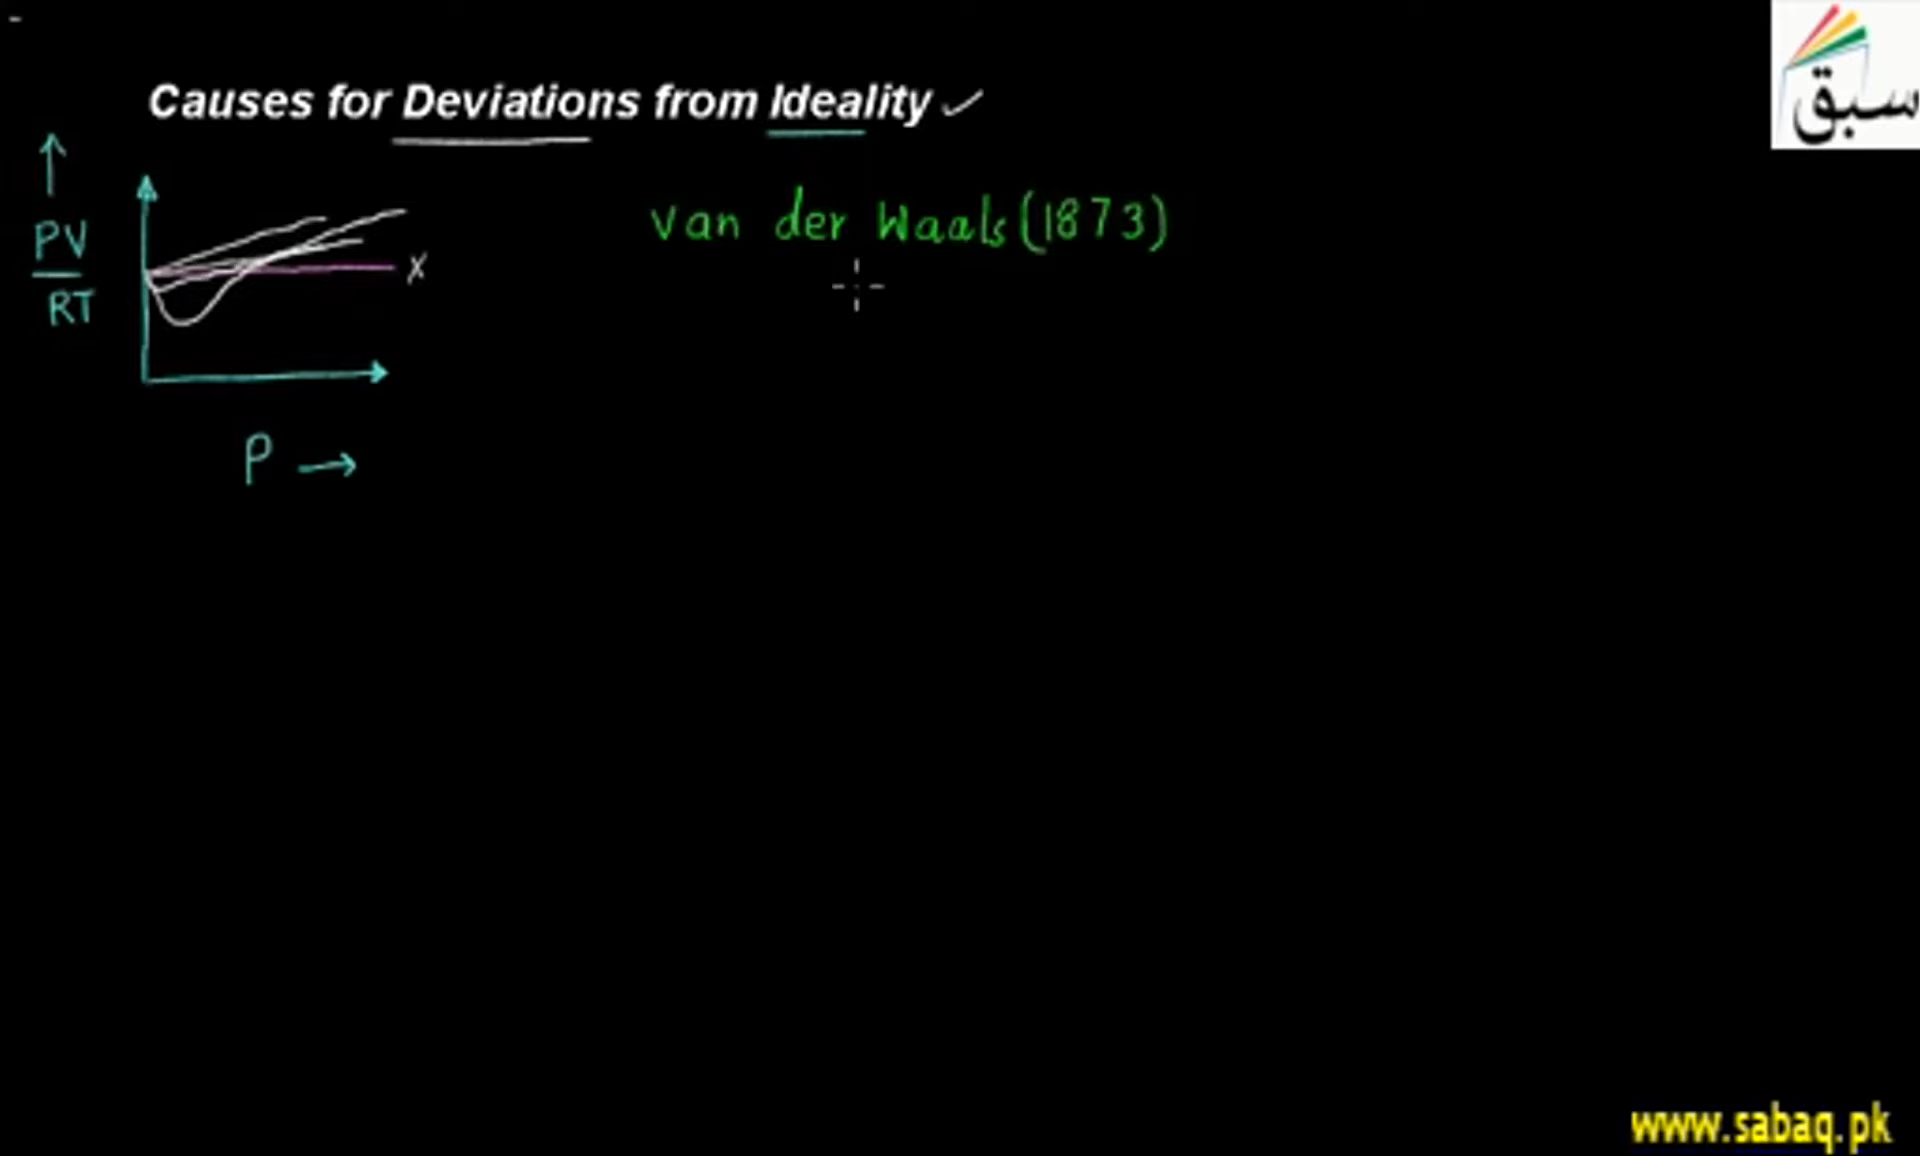 Causes for Deviations from Ideality
سبق
PV
RT
X
P
Van der Waals (1873)
www.sabaq.pk